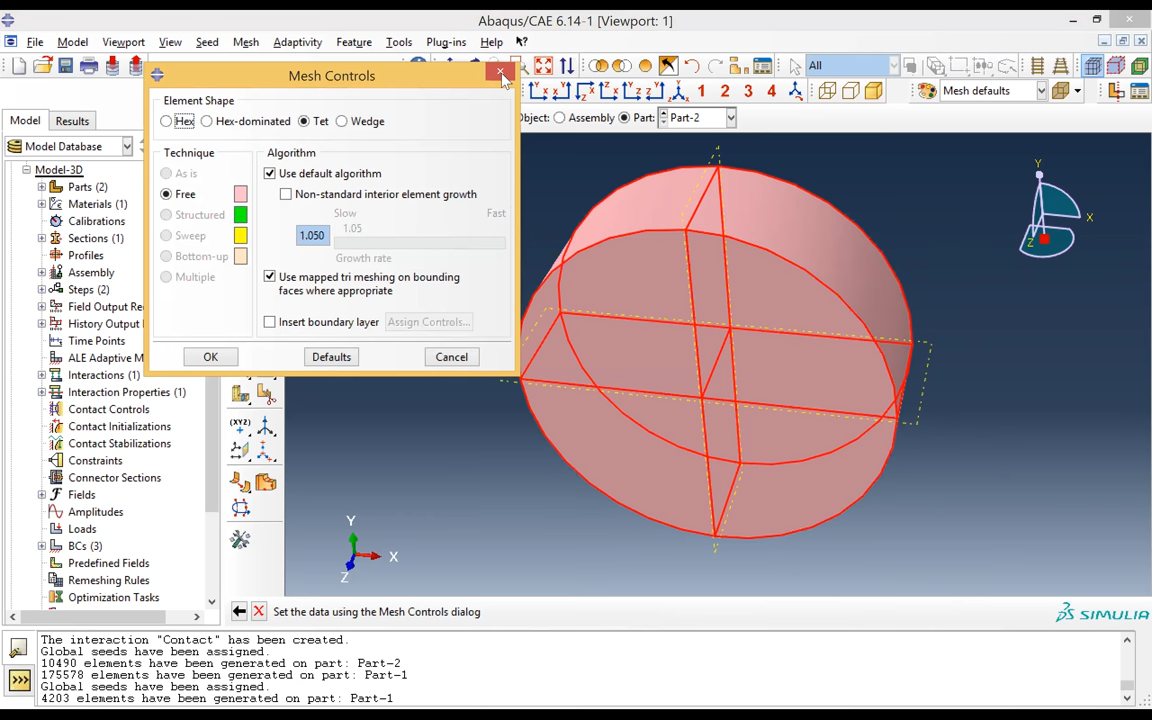 Abaqus/CAE 6.14-1 [Viewport: 1]
File Model Viewport View Seed Mesh Adaptivity Feature Tools Plug-ins Help
All
1 2 3 4
Mesh defaults
Object: Assembly Part: Part-2
Model Results
Model Database
Model-3D
Parts (2)
Materials (1)
Calibrations
Sections (1)
Profiles
Assembly
Steps (2)
Field Output Re
History Output
Time Points
ALE Adaptive M
Interactions (1)
Interaction Properties (1)
Contact Controls
Contact Initializations
Contact Stabilizations
Constraints
Connector Sections
Fields
Amplitudes
Loads
BCs (3)
Predefined Fields
Remeshing Rules
Optimization Tasks
Mesh Controls
Element Shape
Hex Hex-dominated Tet Wedge
Technique
As is
Free
Structured
Sweep
Bottom-up
Multiple
Algorithm
Use default algorithm
Non-standard interior element growth
Slow Fast
1.050 1.05
Growth rate
Use mapped tri meshing on bounding
faces where appropriate
Insert boundary layer Assign Controls...
OK Defaults Cancel
(XYZ)
Y
X
Z
Y
X
Z
Set the data using the Mesh Controls dialog
SIMULIA
The interaction "Contact" has been created.
Global seeds have been assigned.
10490 elements have been generated on part: Part-2
175578 elements have been generated on part: Part-1
Global seeds have been assigned.
4203 elements have been generated on part: Part-1
>>>